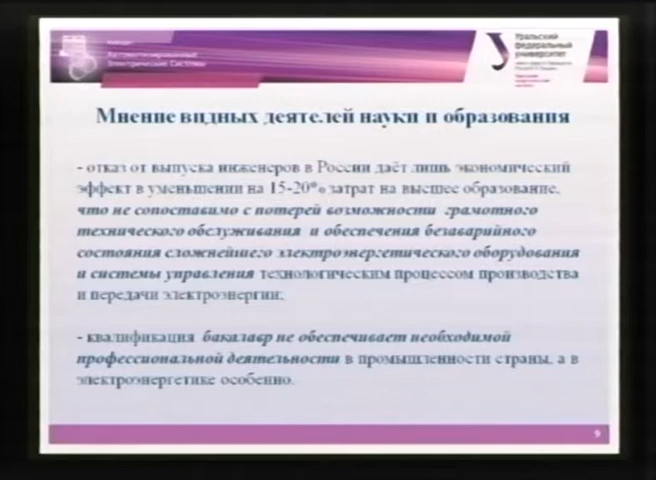 Автоматизированные
Электрические Системы
Уральский
федеральный
университет
Мнение видных деятелей науки и образования
- отказ от выпуска инженеров в России даёт лишь экономический
эффект в уменьшении на 15-20% затрат на высшее образование,
что не сопоставимо с потерей возможности грамотного
технического обслуживания и обеспечения безаварийного
состояния сложнейшего электроэнергетического оборудования
и системы управления технологическим процессом производства
и передачи электроэнергии;
- квалификация бакалавр не обеспечивает необходимой
профессиональной деятельности в промышленности страны, а в
электроэнергетике особенно.
9